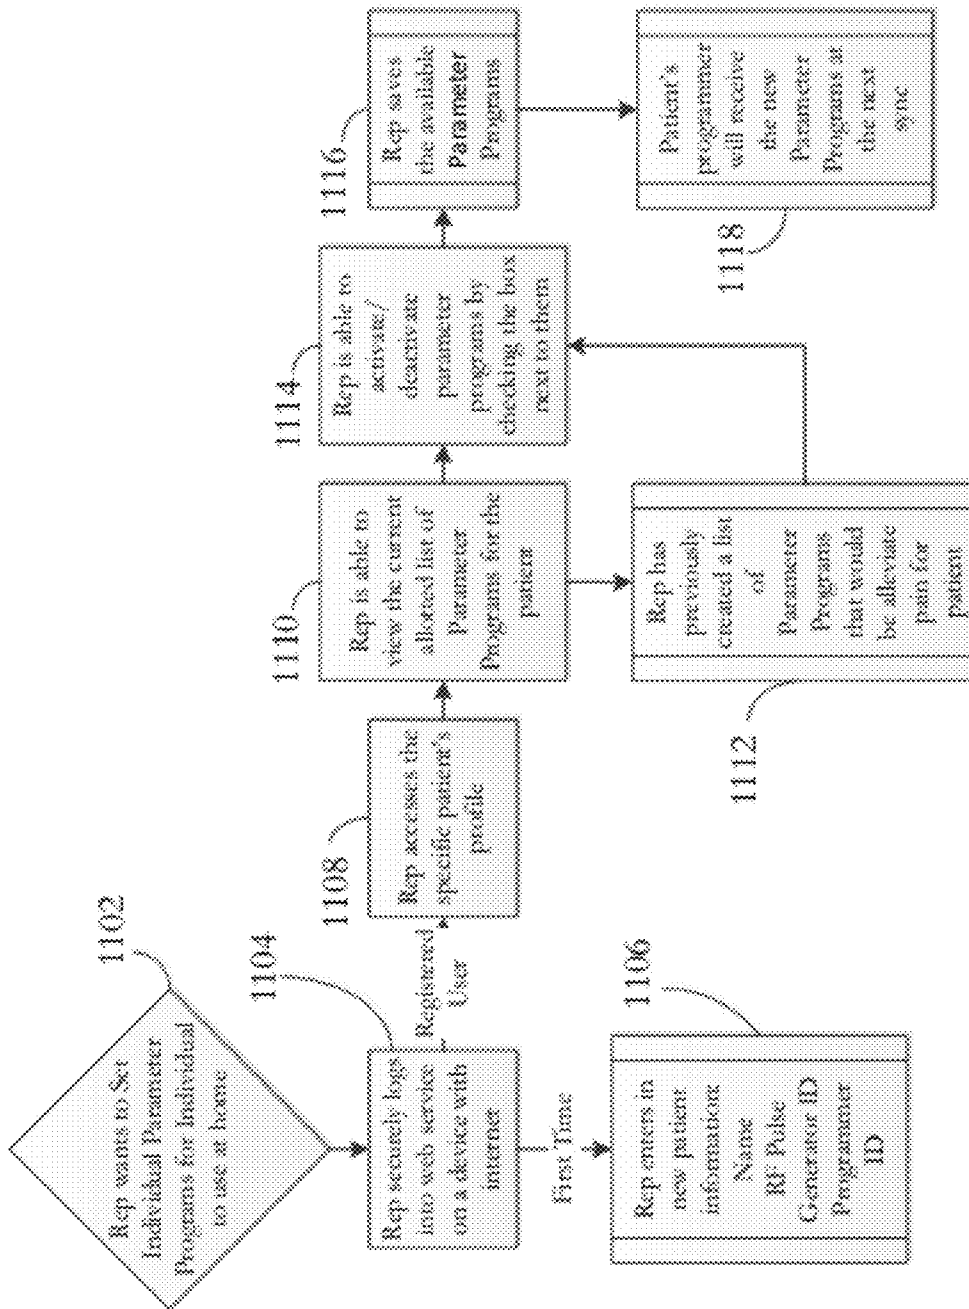 1102
Rep wants to Set
Individual Paramerer
Programs for Individual
to use at home
1104
Rep securely logs
into web service
on a device with
internet
First Time
Registered
User
1106
Rep enters in
new patient
information:
Name
RF Pulse
Generator ID
Programmer
ID
1108
Rep accesses the
specific patient's
profile
1110
Rep is able to
view the current
alloted list of
Parameter
Programs for the
patient
1112
Rep has
previously
created a list
of
Parameter
Programs
that would
be alleviate
pain for
patient
1114
Rep is able to
activate/
deactivate
parameter
programs by
checking the box
next to them
1116
Rep saves
the available
Parameter
Programs
1118
Patient's
programmer
will receive
the new
Parameter
Programs at
the next
sync